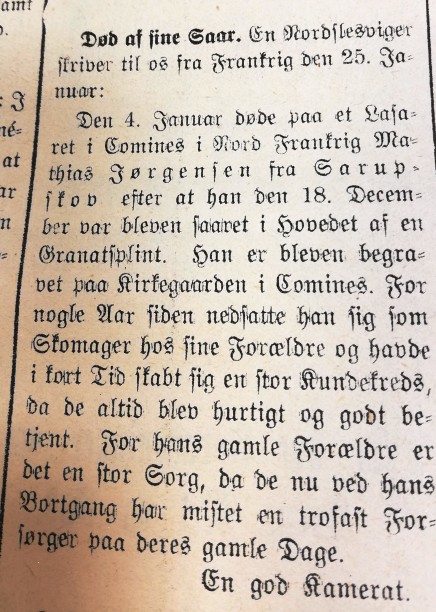 Død af sine Saar. En Nordslesviger
skriver til os fra Frankrig den 25. Ja-
nuar:
Den 4. Januar døde paa et Lasa-
ret i Comines i Nord Frankrig Ma-
thias Jørgensen fra Sarup-
skov efter at han den 18. Decem-
ber var bleven saaret i Hovedet af en
Granatsplint. Han er bleven begra-
vet paa Kirkegaarden i Comines. For
nogle Aar siden nedsatte han sig som
Skomager hos sine Forældre og havde
i kort Tid skabt sig en stor Kundekreds,
da de altid blev hurtigt og godt be-
tjent. For hans gamle Forældre er
det en stor Sorg, da de nu ved hans
Bortgang har mistet en trofast For-
sørger paa deres gamle Dage.
En god Kamerat.